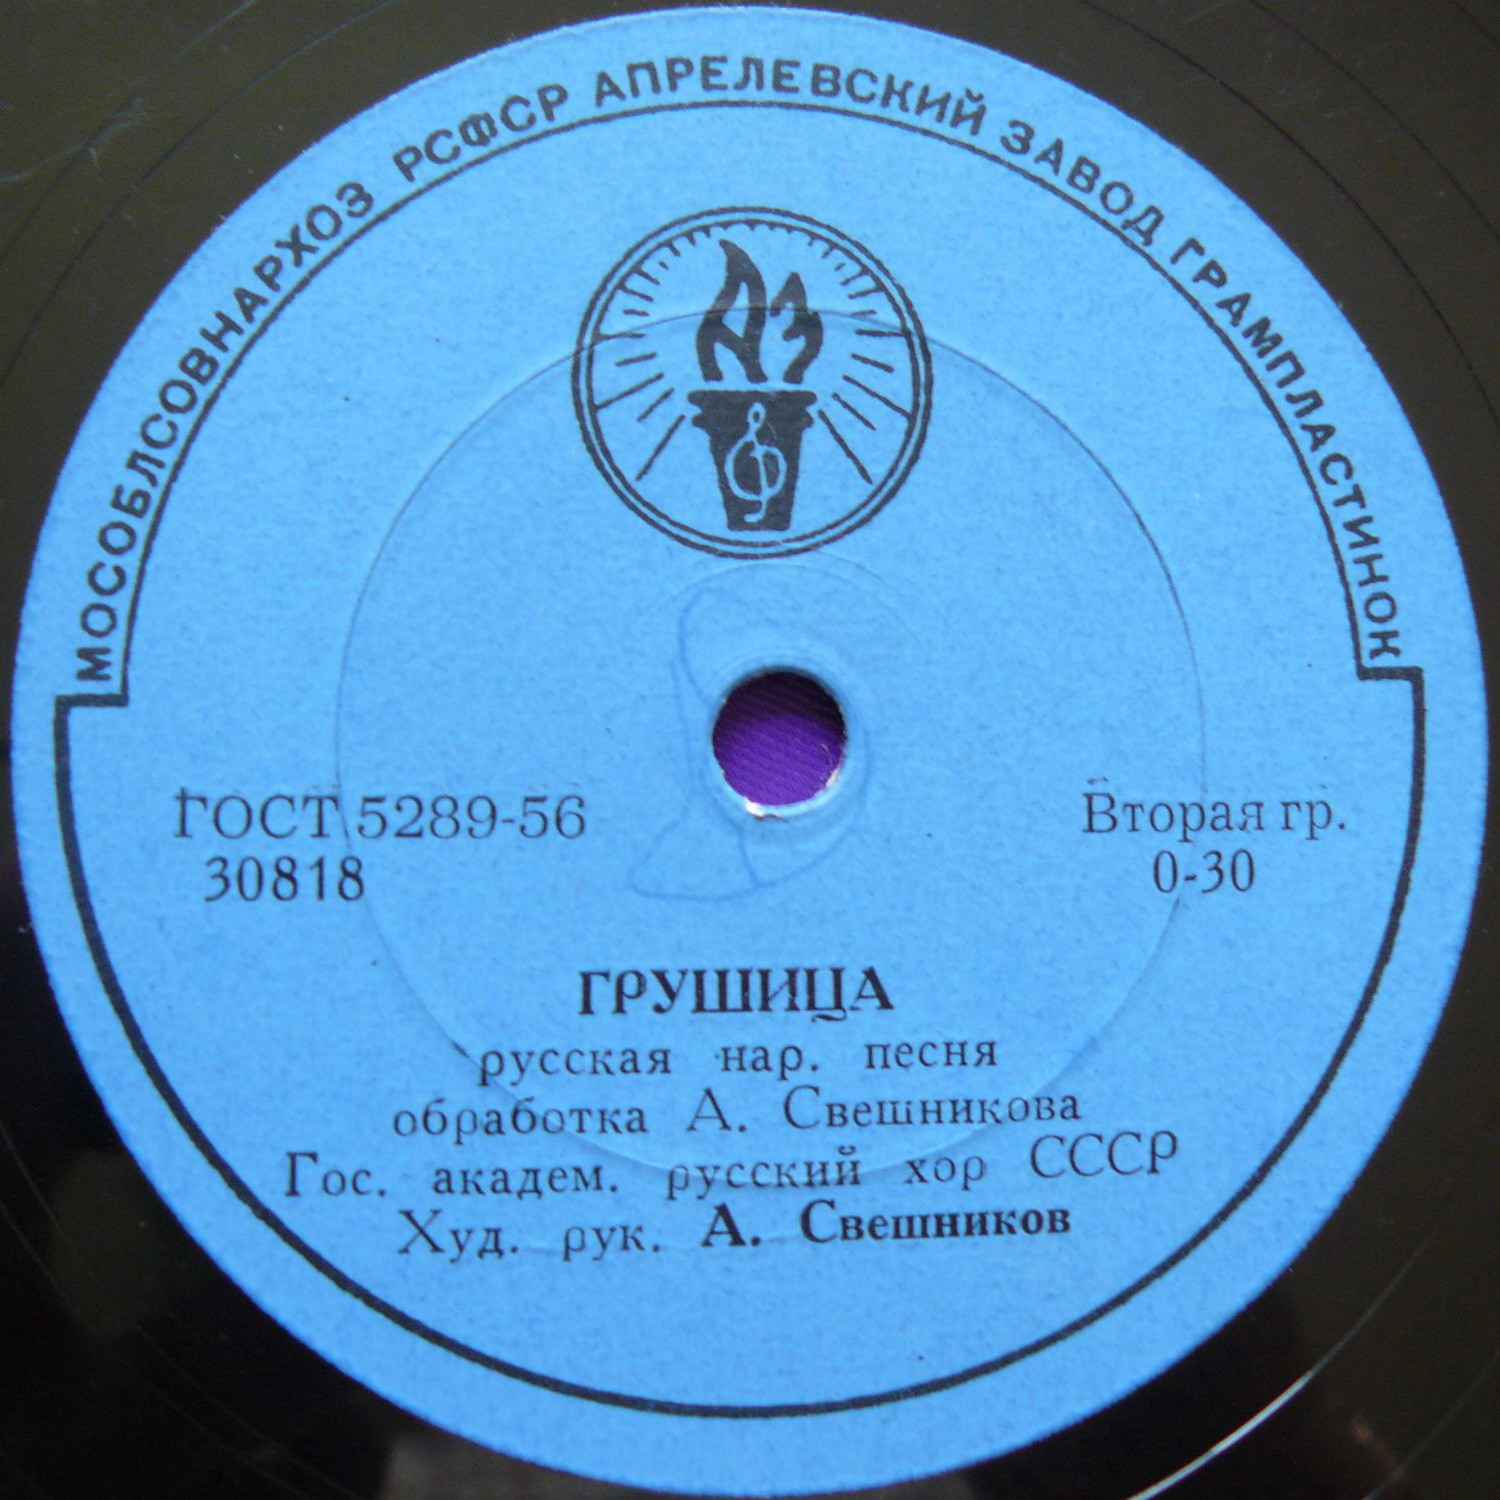 МОСОБЛСОВНАРХОЗ РСФСР АПРЕЛЕВСКИЙ ЗАВОД ГРАМПЛАСТИНОК
АЗ
ГОСТ 5289-56
30818
Вторая гр.
0-30
ГРУШИЦА
русская нар. песня
обработка А. Свешникова
Гос. академ. русский хор СССР
Худ. рук. А. Свешников